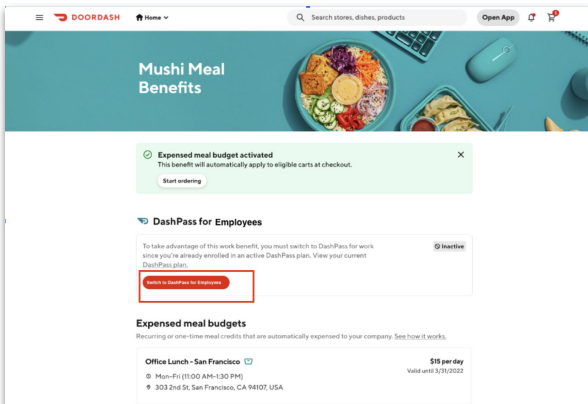 DOORDASH
Home
Search stores, dishes, products
Open App
Mushi Meal
Benefits
Expensed meal budget activated
This benefit will automatically apply to eligible carts at checkout.
Start ordering
DashPass for Employees
To take advantage of this work benefit, you must switch to DashPass for work
since you're already enrolled in an active DashPass plan. View your current
DashPass plan.
Inactive
Switch to DashPass for Employees
Expensed meal budgets
Recurring or one-time meal credits that are automatically expensed to your company. See how it works.
Office Lunch - San Francisco
$15 per day
Valid until 3/31/2022
Mon-Fri (11:00 AM-1:30 PM)
303 2nd St, San Francisco, CA 94107, USA